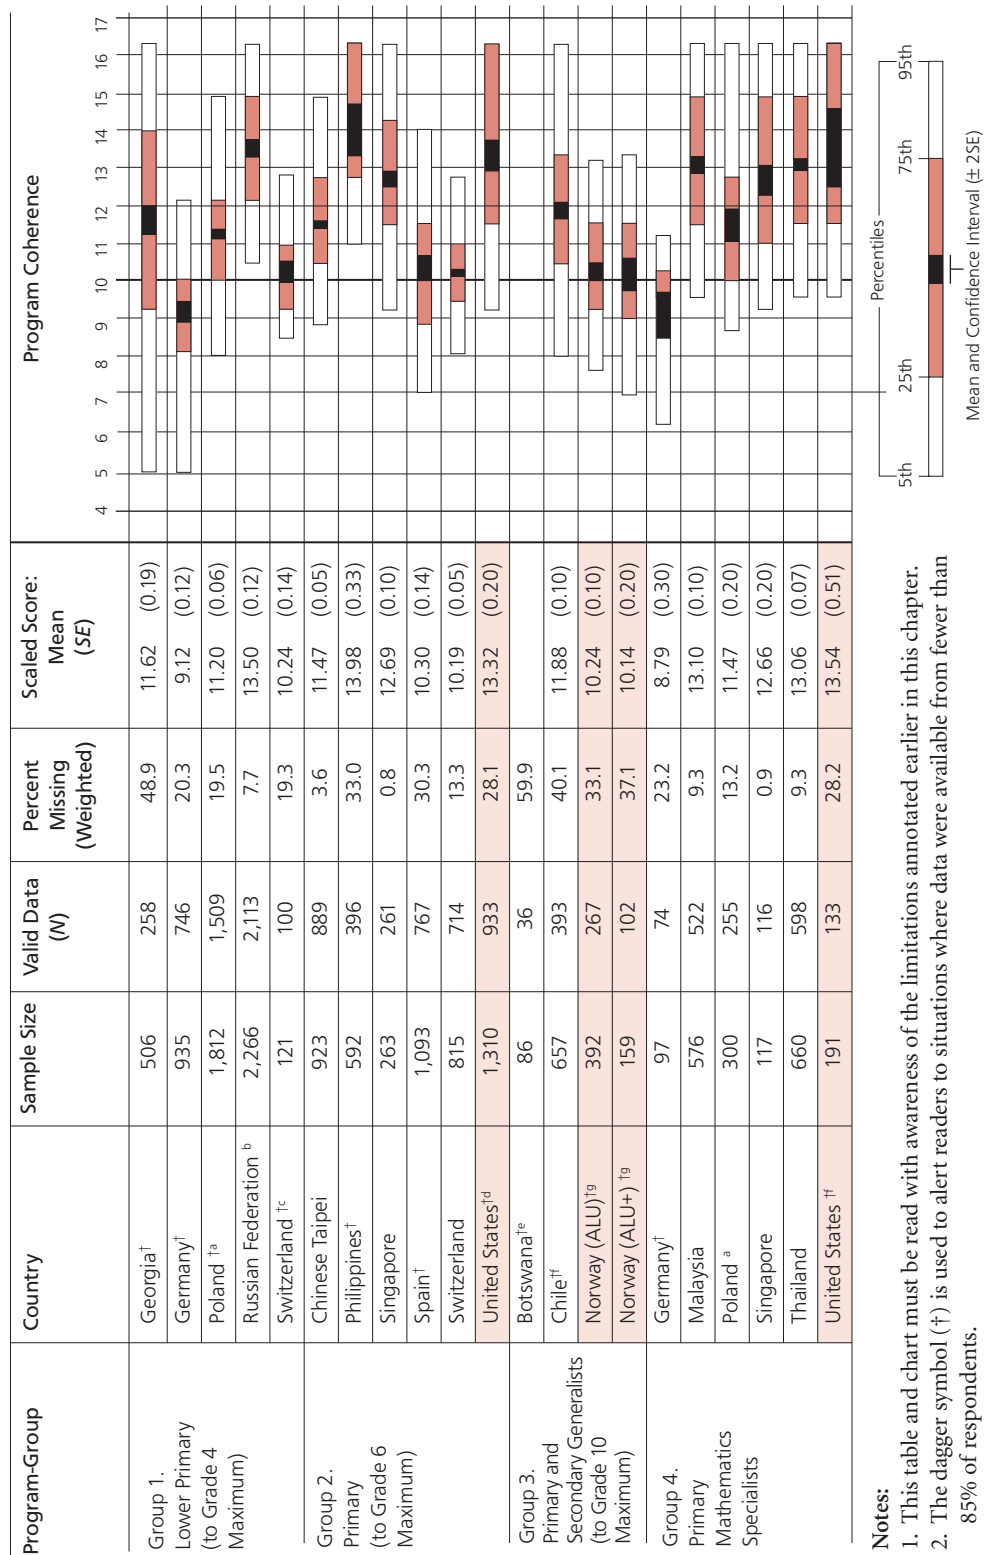 Program-Group Country Sample Size Valid Data (N) Percent Missing (Weighted) Scaled Score: Mean (SE) Program Coherence
4 5 6 7 8 9 10 11 12 13 14 15 16 17
Group 1.
Lower Primary
(to Grade 4
Maximum)
Georgia† 506 258 48.9 11.62 (0.19)
Germany† 935 746 20.3 9.12 (0.12)
Poland †a 1,812 1,509 19.5 11.20 (0.06)
Russian Federation b 2,266 2,113 7.7 13.50 (0.12)
Switzerland †c 121 100 19.3 10.24 (0.14)
Group 2.
Primary
(to Grade 6
Maximum)
Chinese Taipei 923 889 3.6 11.47 (0.05)
Philippines† 592 396 33.0 13.98 (0.33)
Singapore 263 261 0.8 12.69 (0.10)
Spain† 1,093 767 30.3 10.30 (0.14)
Switzerland 815 714 13.3 10.19 (0.05)
United States†d 1,310 933 28.1 13.32 (0.20)
Group 3.
Primary and
Secondary Generalists
(to Grade 10
Maximum)
Botswana†e 86 36 59.9
Chile†f 657 393 40.1 11.88 (0.10)
Norway (ALU)†g 392 267 33.1 10.24 (0.10)
Norway (ALU+) †g 159 102 37.1 10.14 (0.20)
Group 4.
Primary
Mathematics
Specialists
Germany† 97 74 23.2 8.79 (0.30)
Malaysia 576 522 9.3 13.10 (0.10)
Poland a 300 255 13.2 11.47 (0.20)
Singapore 117 116 0.9 12.66 (0.20)
Thailand 660 598 9.3 13.06 (0.07)
United States †f 191 133 28.2 13.54 (0.51)
Percentiles
5th 25th 75th 95th
Mean and Confidence Interval (± 2SE)
Notes:
1. This table and chart must be read with awareness of the limitations annotated earlier in this chapter.
2. The dagger symbol (†) is used to alert readers to situations where data were available from fewer than
85% of respondents.